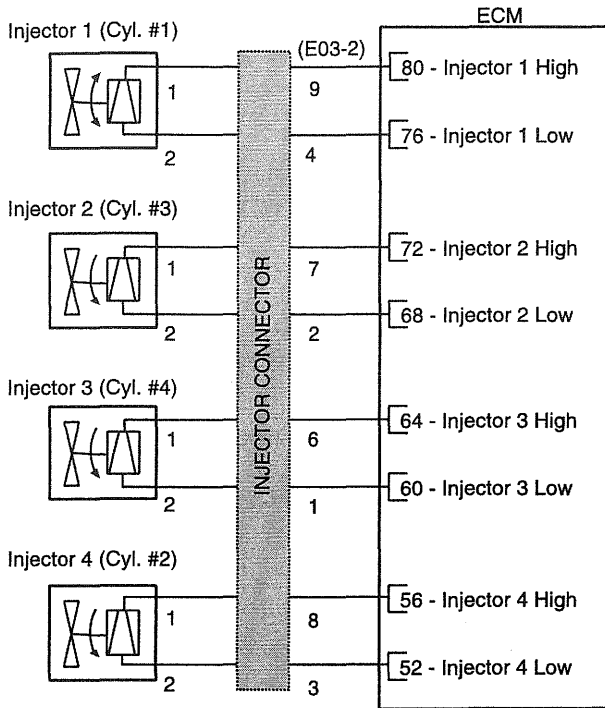 ECM
Injector 1 (Cyl. #1)
(E03-2)
1
9
80 - Injector 1 High
2
4
76 - Injector 1 Low
Injector 2 (Cyl. #3)
1
7
72 - Injector 2 High
2
2
68 - Injector 2 Low
INJECTOR CONNECTOR
Injector 3 (Cyl. #4)
1
6
64 - Injector 3 High
2
1
60 - Injector 3 Low
Injector 4 (Cyl. #2)
1
8
56 - Injector 4 High
2
3
52 - Injector 4 Low